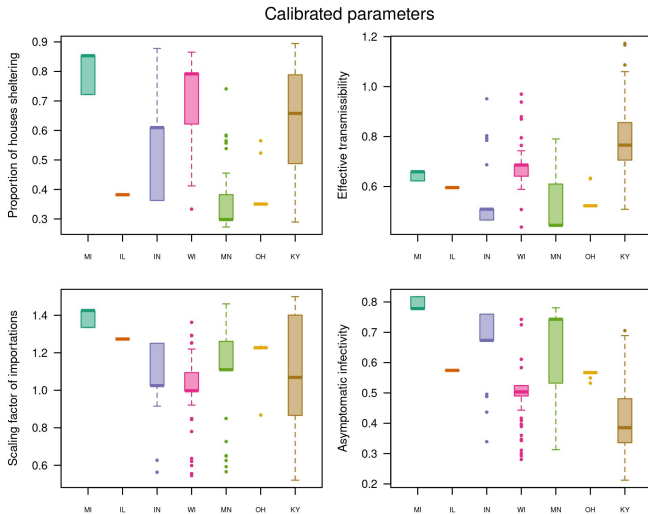 Calibrated parameters
Proportion of houses sheltering
0.9
0.8
0.7
0.6
0.5
0.4
0.3
MI IL IN WI MN OH KY
Effective transmissibility
1.2
1.0
0.8
0.6
MI IL IN WI MN OH KY
Scaling factor of importations
1.4
1.2
1.0
0.8
0.6
MI IL IN WI MN OH KY
Asymptomatic infectivity
0.8
0.7
0.6
0.5
0.4
0.3
0.2
MI IL IN WI MN OH KY